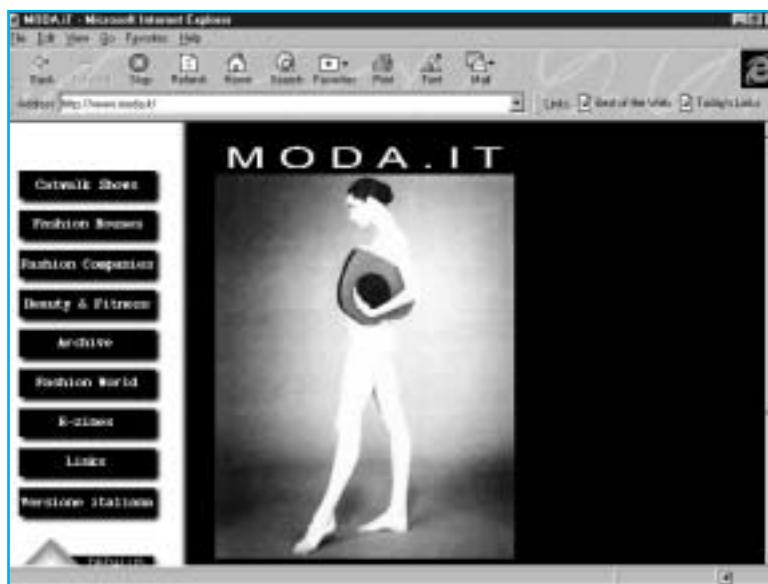 MODA.iT - Microsoft Internet Explorer
File Edit View Go Favorites Help
Back Stop Refresh Home Search Favorites Print Font Mail
Address http://www.moda.it/
Links Best of the Web Today's Links
MODA.IT
Catwalk Shows
Fashion Houses
Fashion Companies
Beauty & Fitness
Archive
Fashion World
E-zines
Links
Versione italiana